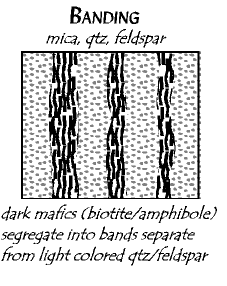 BANDING
mica, qtz, feldspar
dark mafics (biotite/amphibole)
segregate into bands separate
from light colored qtz/feldspar